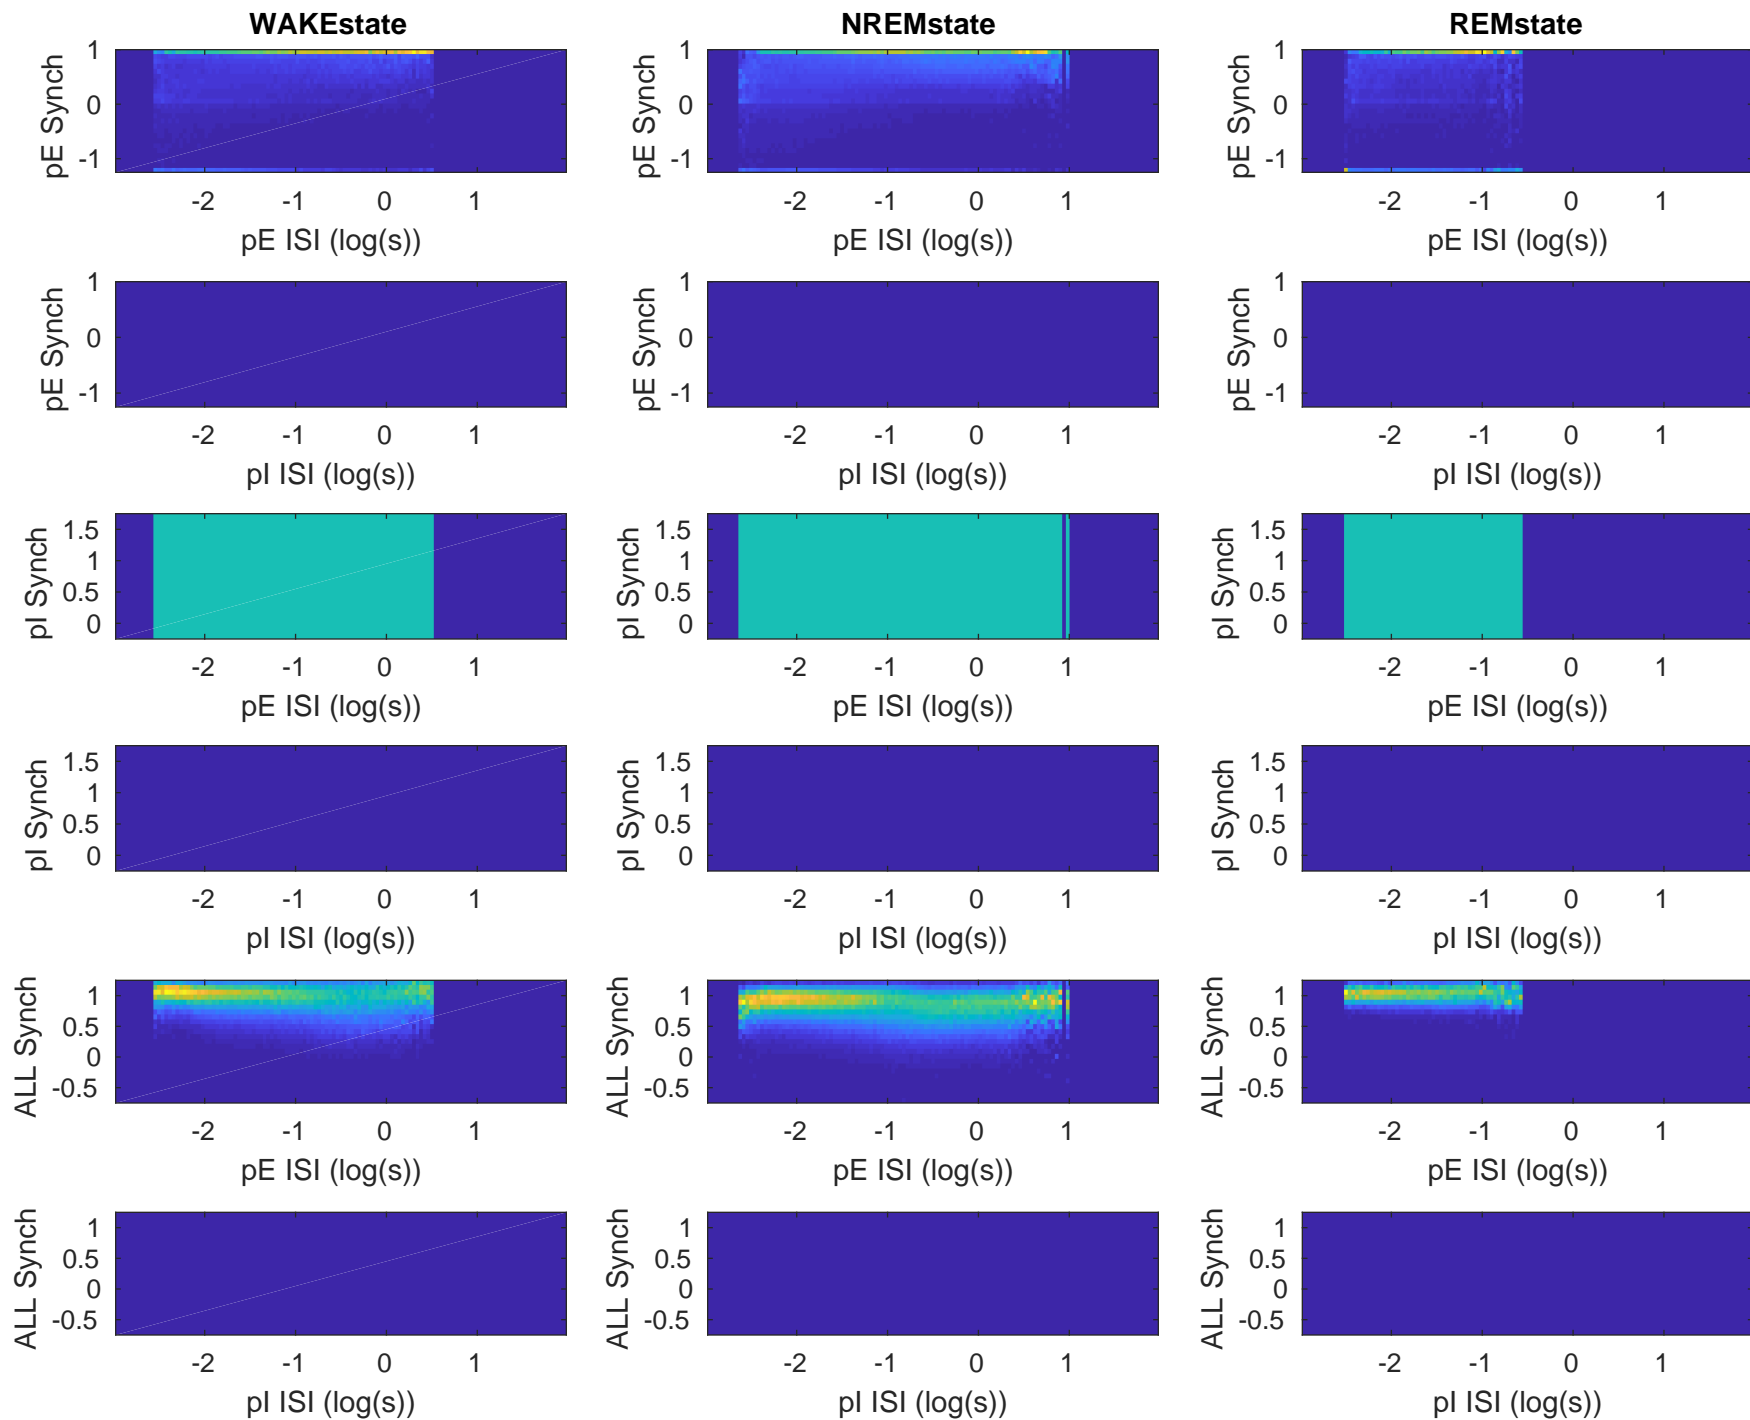 WAKEstate NREMstate REMstate
1 1 1
pE Synch 0 pE Synch 0 pE Synch 0
-1 -1 -1
-2 -1 0 1 -2 -1 0 1 -2 -1 0 1
pE ISI (log(s)) pE ISI (log(s)) pE ISI (log(s))
1 1 1
pE Synch 0 pE Synch 0 pE Synch 0
-1 -1 -1
-2 -1 0 1 -2 -1 0 1 -2 -1 0 1
pI ISI (log(s)) pI ISI (log(s)) pI ISI (log(s))
1.5 1.5 1.5
1 1 1
pI Synch 0.5 pI Synch 0.5 pI Synch 0.5
0 0 0
-2 -1 0 1 -2 -1 0 1 -2 -1 0 1
pE ISI (log(s)) pE ISI (log(s)) pE ISI (log(s))
1.5 1.5 1.5
1 1 1
pI Synch 0.5 pI Synch 0.5 pI Synch 0.5
0 0 0
-2 -1 0 1 -2 -1 0 1 -2 -1 0 1
pI ISI (log(s)) pI ISI (log(s)) pI ISI (log(s))
1 1 1
ALL Synch 0.5 ALL Synch 0.5 ALL Synch 0.5
0 0 0
-0.5 -0.5 -0.5
-2 -1 0 1 -2 -1 0 1 -2 -1 0 1
pE ISI (log(s)) pE ISI (log(s)) pE ISI (log(s))
1 1 1
ALL Synch 0.5 ALL Synch 0.5 ALL Synch 0.5
0 0 0
-0.5 -0.5 -0.5
-2 -1 0 1 -2 -1 0 1 -2 -1 0 1
pI ISI (log(s)) pI ISI (log(s)) pI ISI (log(s))